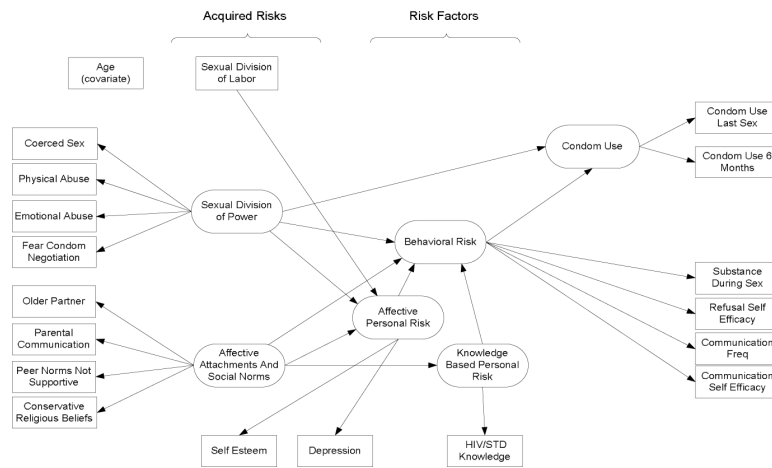 Acquired Risks
Risk Factors
Age
(covariate)
Sexual Division
of Labor
Coerced Sex
Physical Abuse
Emotional Abuse
Fear Condom
Negotiation
Sexual Division
of Power
Condom Use
Condom Use
Last Sex
Condom Use 6
Months
Behavioral Risk
Older Partner
Parental
Communication
Peer Norms Not
Supportive
Conservative
Religious Beliefs
Affective
Attachments And
Social Norms
Affective
Personal Risk
Knowledge
Based Personal
Risk
Substance
During Sex
Refusal Self
Efficacy
Communication
Freq
Communication
Self Efficacy
Self Esteem
Depression
HIV/STD
Knowledge